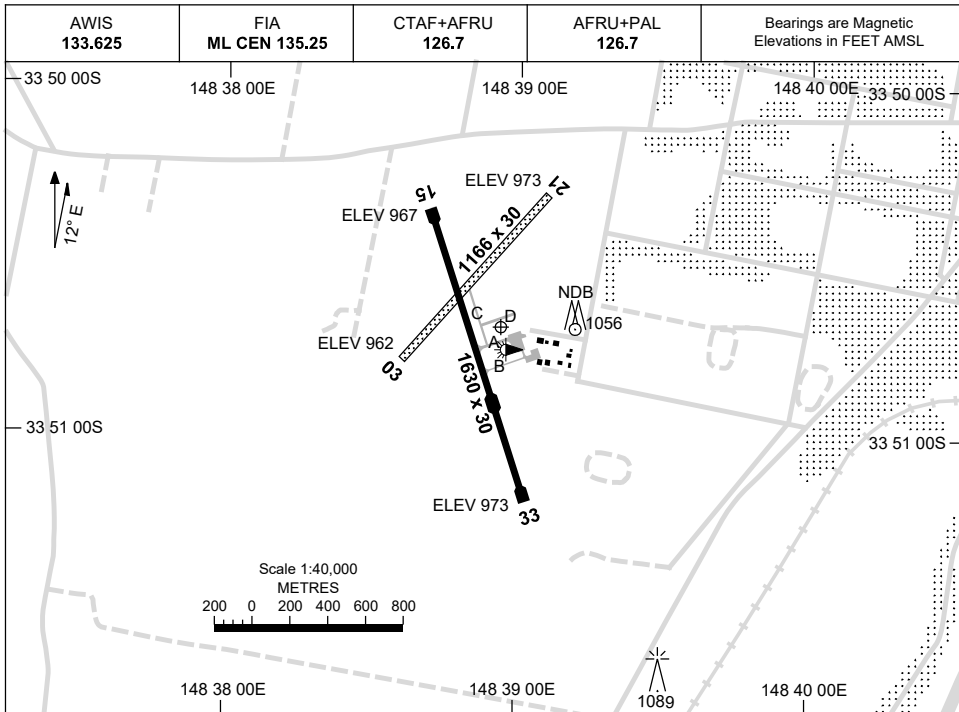 AWIS
133.625
FIA
ML CEN 135.25
CTAF+AFRU
126.7
AFRU+PAL
126.7
Bearings are Magnetic
Elevations in FEET AMSL
33 50 00S
148 38 00E
148 39 00E
148 40 00E
33 50 00S
12° E
15
ELEV 967
ELEV 973
21
1166 x 30
NDB
1056
C
D
A
B
ELEV 962
03
1630 x 30
33 51 00S
33 51 00S
ELEV 973
33
Scale 1:40,000
METRES
200 0 200 400 600 800
1089
148 38 00E
148 39 00E
148 40 00E